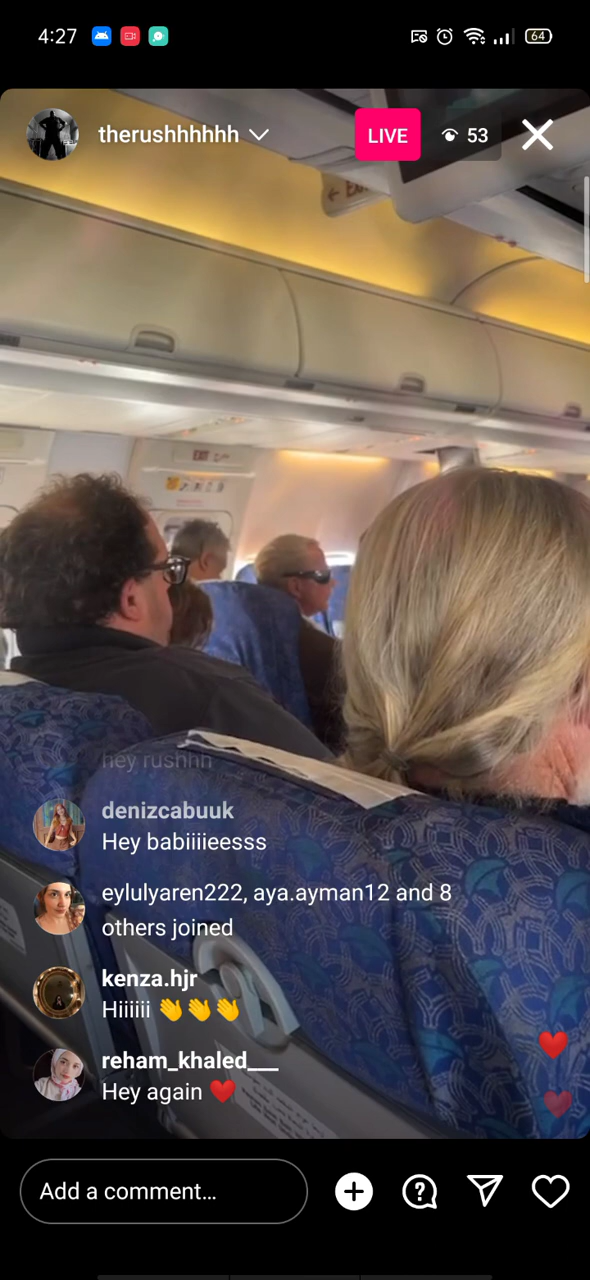 4:27
64
therushhhhhh
LIVE
53
EXIT
hey rushhh
denizcabuuk
Hey babiiiieesss
eylulyaren222, aya.ayman12 and 8
others joined
kenza.hjr
Hiiiiii 👋👋👋
reham_khaled___
Hey again ❤️
Add a comment…